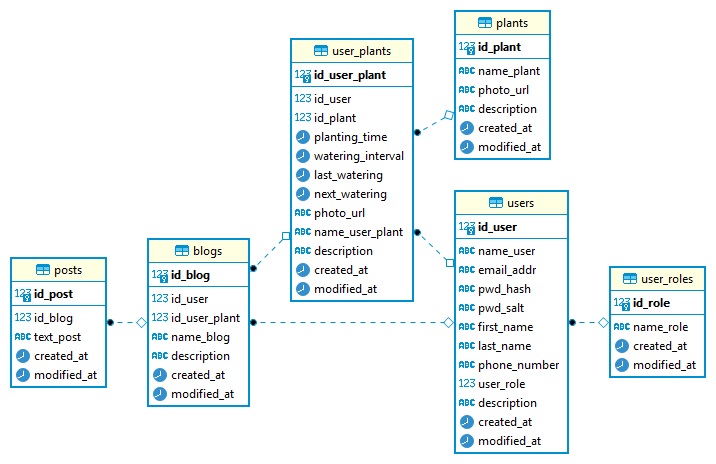 plants
123 id_plant
ABC name_plant
ABC photo_url
ABC description
created_at
modified_at
user_plants
123 id_user_plant
123 id_user
123 id_plant
planting_time
watering_interval
last_watering
next_watering
ABC photo_url
ABC name_user_plant
ABC description
created_at
modified_at
users
123 id_user
ABC name_user
ABC email_addr
ABC pwd_hash
ABC pwd_salt
ABC first_name
ABC last_name
ABC phone_number
123 user_role
ABC description
created_at
modified_at
blogs
123 id_blog
123 id_user
123 id_user_plant
ABC name_blog
ABC description
created_at
modified_at
posts
123 id_post
123 id_blog
ABC text_post
created_at
modified_at
user_roles
123 id_role
ABC name_role
created_at
modified_at